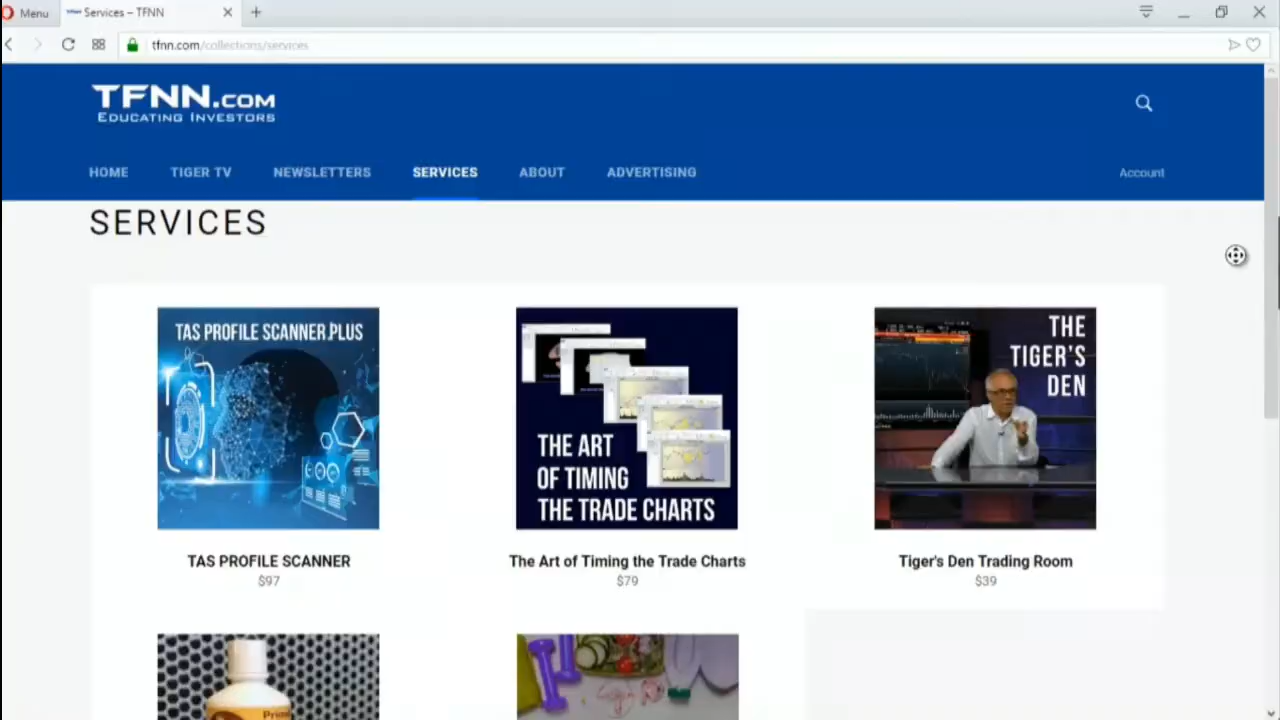 Menu
Services – TFNN
tfnn.com/collections/services
TFNN.COM
EDUCATING INVESTORS
HOME TIGER TV NEWSLETTERS SERVICES ABOUT ADVERTISING Account
SERVICES
TAS PROFILE SCANNER PLUS
THE ART
OF TIMING
THE TRADE CHARTS
THE
TIGER'S
DEN
TAS PROFILE SCANNER
$97
The Art of Timing the Trade Charts
$79
Tiger's Den Trading Room
$39